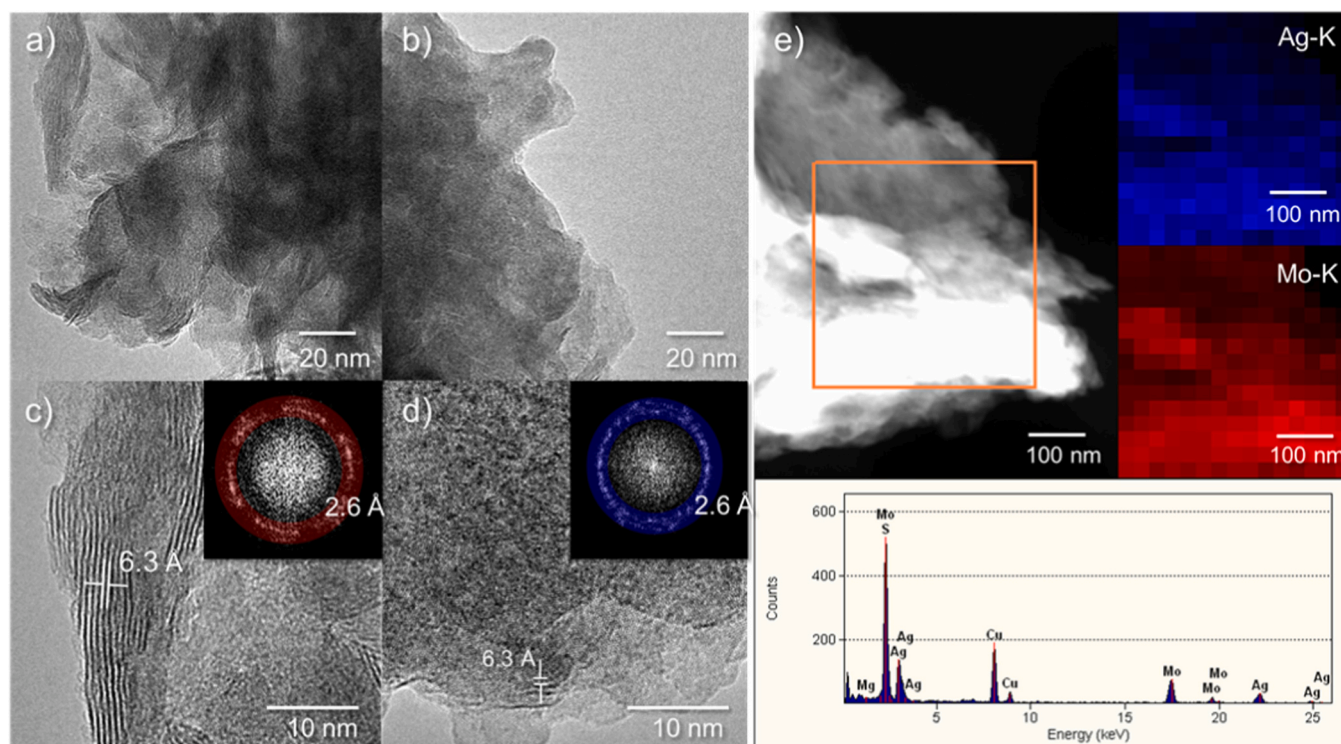 a)
20 nm
b)
20 nm
c)
6.3 Å
2.6 Å
10 nm
d)
6.3 Å
2.6 Å
10 nm
e)
100 nm
Ag-K
100 nm
Mo-K
100 nm
600
400
200
Counts
Mo
S
Ag
Ag
Ag
Mg
Cu
Cu
Mo
Mo
Mo
Ag
Ag
Ag
5
10
15
20
25
Energy (keV)